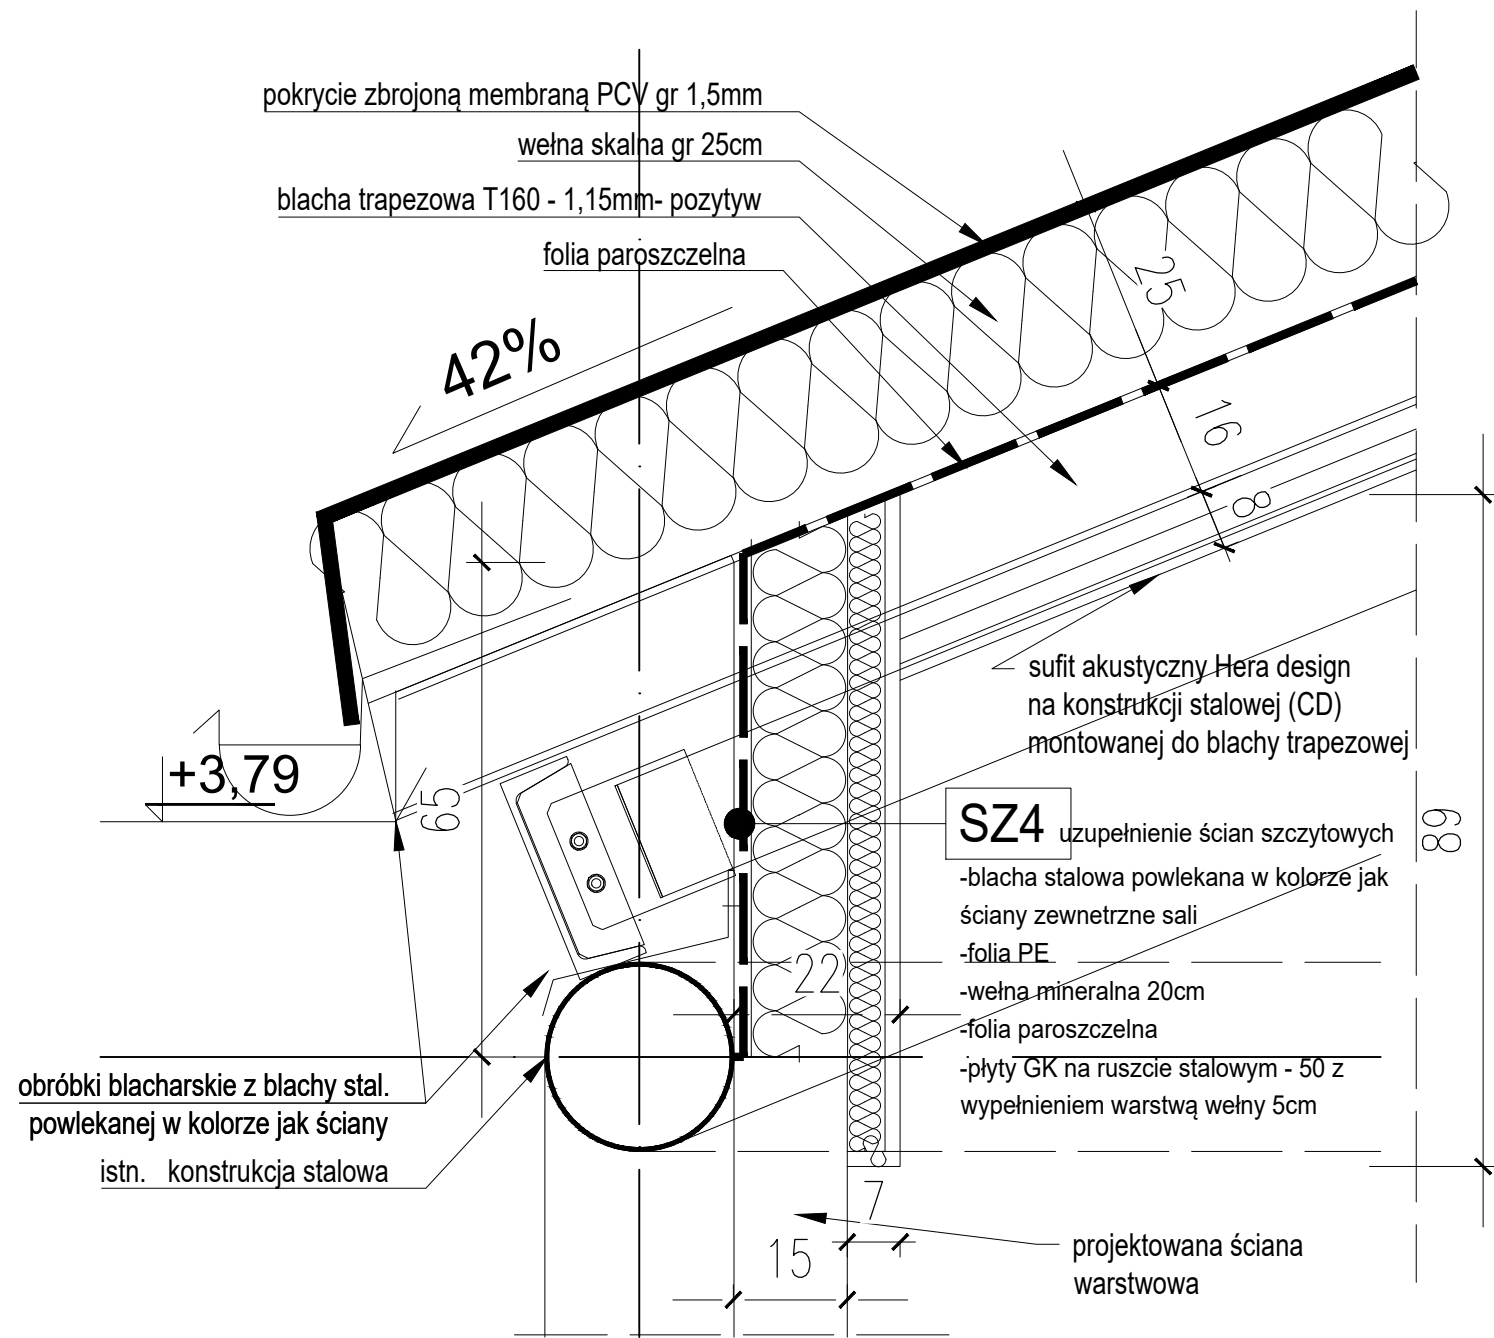 pokrycie zbrojoną membraną PCV gr 1,5mm
wełna skalna gr 25cm
blacha trapezowa T160 - 1,15mm- pozytyw
folia paroszczelna
42%
25
16
8
sufit akustyczny Hera design
na konstrukcji stalowej (CD)
montowanej do blachy trapezowej
+3,79
65
89
SZ4 uzupełnienie ścian szczytowych
-blacha stalowa powlekana w kolorze jak
ściany zewnetrzne sali
-folia PE
-wełna mineralna 20cm
-folia paroszczelna
-płyty GK na ruszcie stalowym - 50 z
wypełnieniem warstwą wełny 5cm
22
obróbki blacharskie z blachy stal.
powlekanej w kolorze jak ściany
istn. konstrukcja stalowa
7
15
projektowana ściana
warstwowa